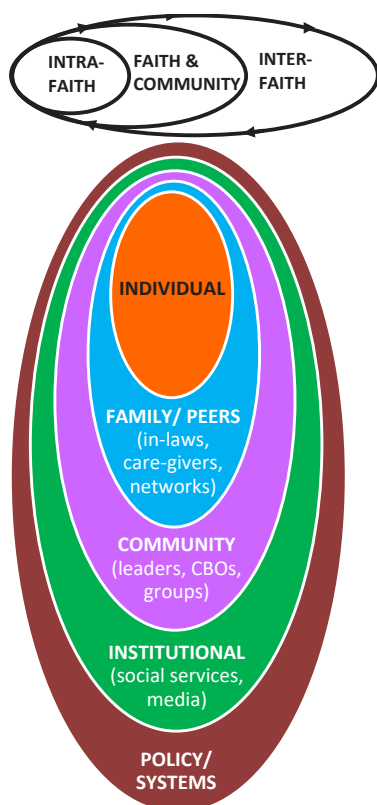 INTRA-
FAITH
FAITH &
COMMUNITY
INTER-
FAITH
INDIVIDUAL
FAMILY/ PEERS
(in-laws,
care-givers,
networks)
COMMUNITY
(leaders, CBOs,
groups)
INSTITUTIONAL
(social services,
media)
POLICY/
SYSTEMS